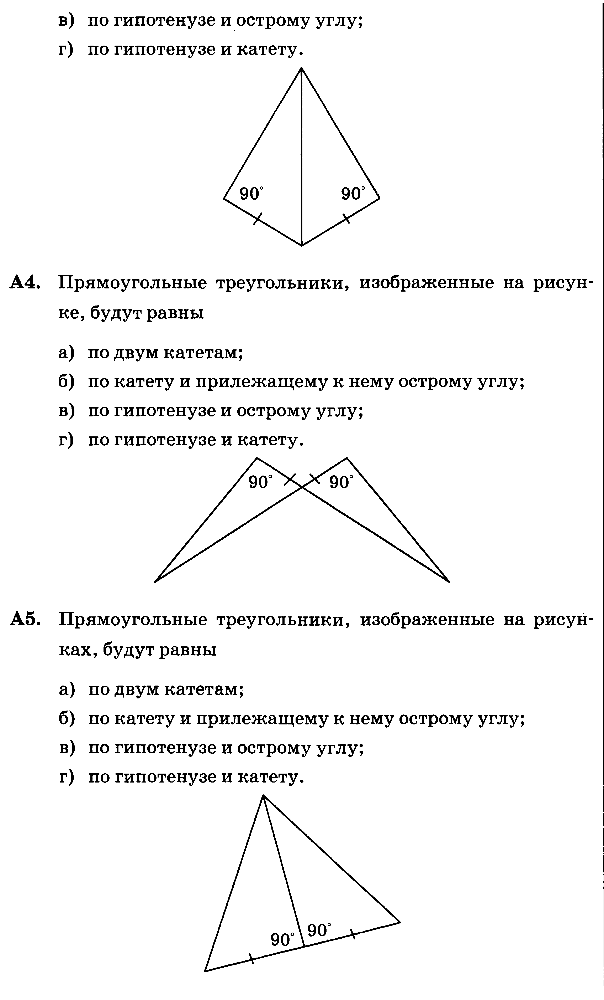 в) по гипотенузе и острому углу;
г) по гипотенузе и катету.
90° 90°
А4. Прямоугольные треугольники, изображенные на рисун-
ке, будут равны
а) по двум катетам;
б) по катету и прилежащему к нему острому углу;
в) по гипотенузе и острому углу;
г) по гипотенузе и катету.
90° 90°
А5. Прямоугольные треугольники, изображенные на рисун-
ках, будут равны
а) по двум катетам;
б) по катету и прилежащему к нему острому углу;
в) по гипотенузе и острому углу;
г) по гипотенузе и катету.
90° 90°